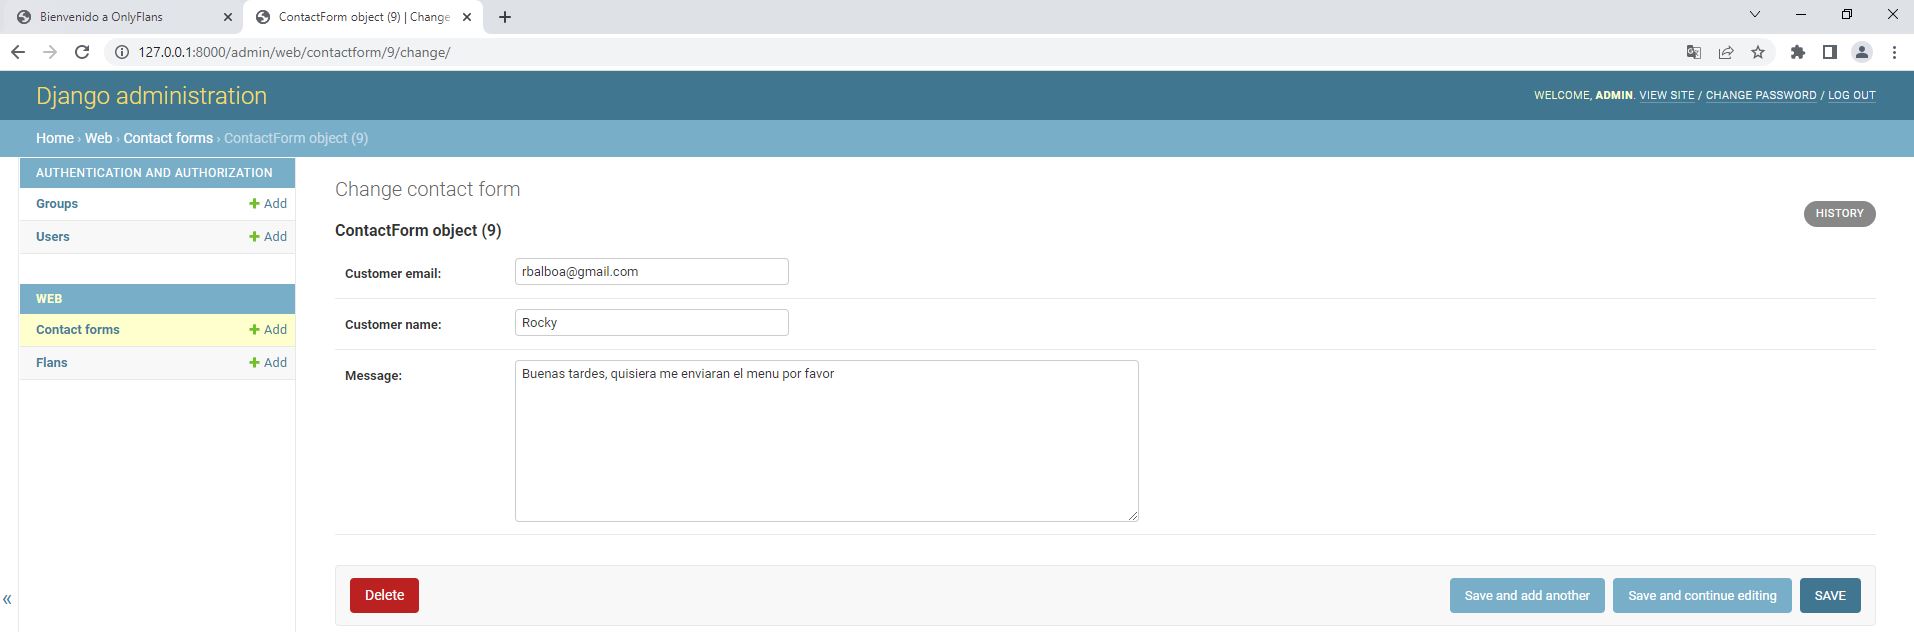 Bienvenido a OnlyFlans
ContactForm object (9) | Change
127.0.0.1:8000/admin/web/contactform/9/change/
Django administration
WELCOME, ADMIN. VIEW SITE / CHANGE PASSWORD / LOG OUT
Home › Web › Contact forms › ContactForm object (9)
AUTHENTICATION AND AUTHORIZATION
Groups + Add
Users + Add
WEB
Contact forms + Add
Flans + Add
Change contact form
HISTORY
ContactForm object (9)
Customer email: rbalboa@gmail.com
Customer name: Rocky
Message: Buenas tardes, quisiera me enviaran el menu por favor
«
Delete
Save and add another
Save and continue editing
SAVE